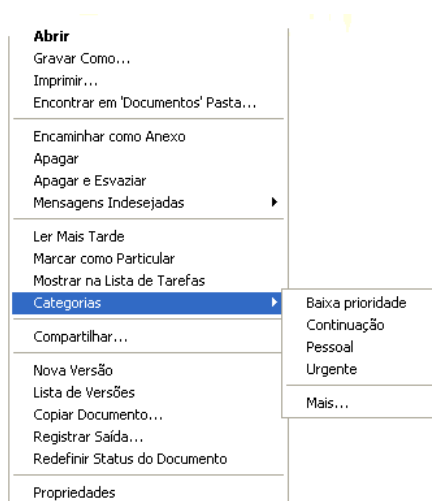 Abrir
Gravar Como...
Imprimir...
Encontrar em 'Documentos' Pasta...
Encaminhar como Anexo
Apagar
Apagar e Esvaziar
Mensagens Indesejadas
Ler Mais Tarde
Marcar como Particular
Mostrar na Lista de Tarefas
Categorias
Compartilhar...
Nova Versão
Lista de Versões
Copiar Documento...
Registrar Saída...
Redefinir Status do Documento
Propriedades
Baixa prioridade
Continuação
Pessoal
Urgente
Mais...